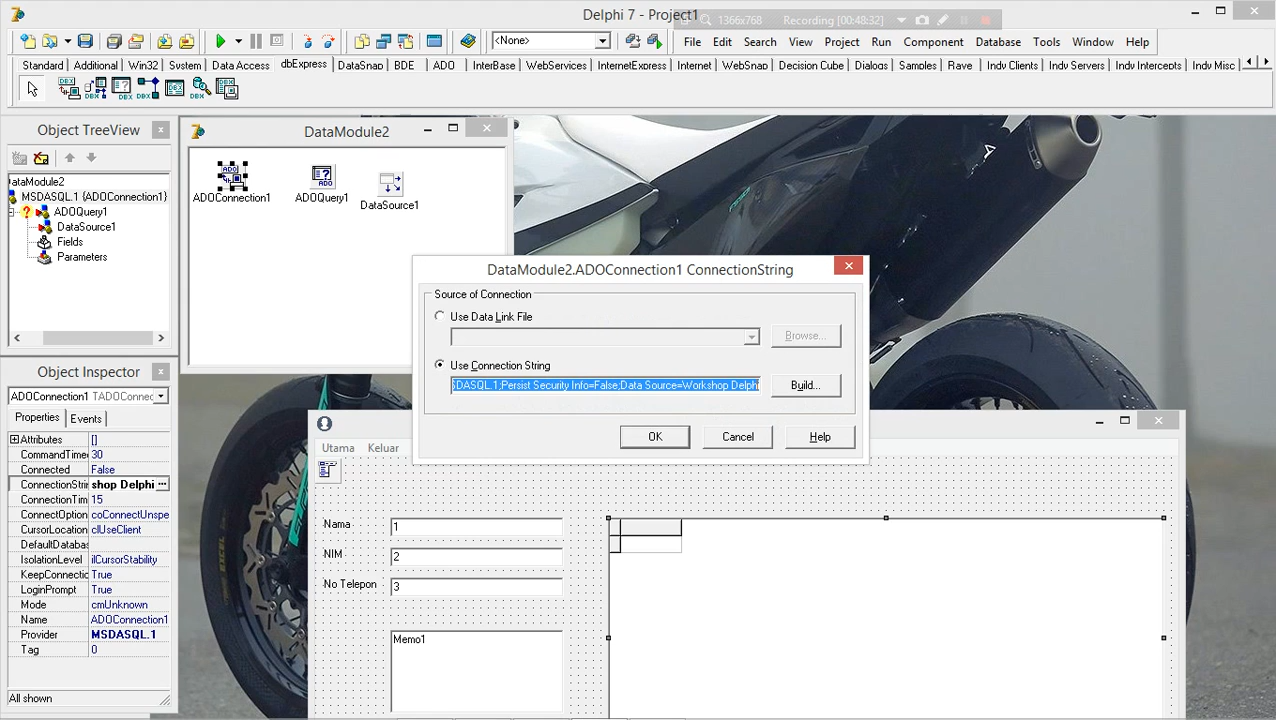 Delphi 7 - Project1
1366x768 Recording [00:48:32]
<None>
File Edit Search View Project Run Component Database Tools Window Help
Standard Additional Win32 System Data Access dbExpress DataSnap BDE ADO InterBase WebServices InternetExpress Internet WebSnap Decision Cube Dialogs Samples Rave Indy Clients Indy Servers Indy Intercepts Indy Misc
Object TreeView
DataModule2
ataModule2
MSDASQL.1 {ADOConnection1}
ADOQuery1
DataSource1
Fields
Parameters
ADOConnection1
ADOQuery1
DataSource1
DataModule2.ADOConnection1 ConnectionString
Source of Connection
Use Data Link File
Browse...
Use Connection String
SDASQL.1;Persist Security Info=False;Data Source=Workshop Delphi
Build...
OK Cancel Help
Object Inspector
ADOConnection1 TADOConnec
Properties Events
Attributes []
CommandTime 30
Connected False
ConnectionStri shop Delphi ...
ConnectionTim 15
ConnectOption coConnectUnspe
CursorLocation clUseClient
DefaultDatabas
IsolationLevel ilCursorStability
KeepConnectic True
LoginPrompt True
Mode cmUnknown
Name ADOConnection1
Provider MSDASQL.1
Tag 0
All shown
Utama Keluar
Nama 1
NIM 2
No Telepon 3
Memo1